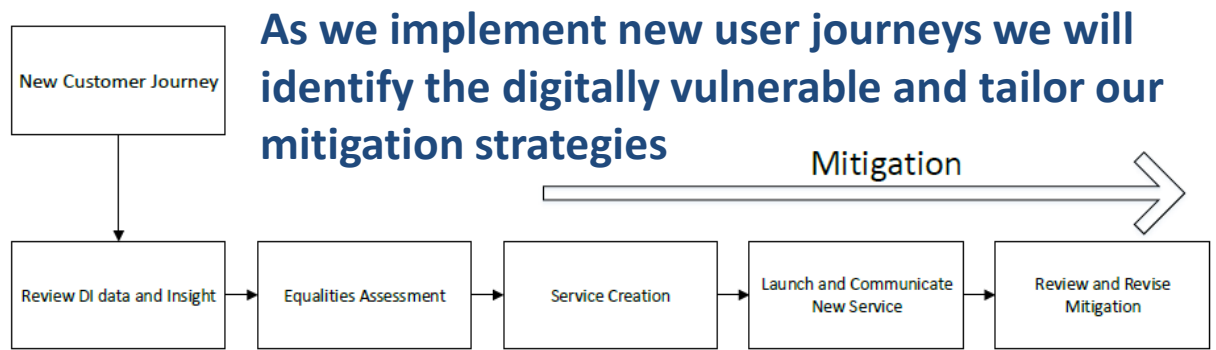 As we implement new user journeys we will
identify the digitally vulnerable and tailor our
mitigation strategies
New Customer Journey
Mitigation
Review DI data and Insight
Equalities Assessment
Service Creation
Launch and Communicate
New Service
Review and Revise
Mitigation